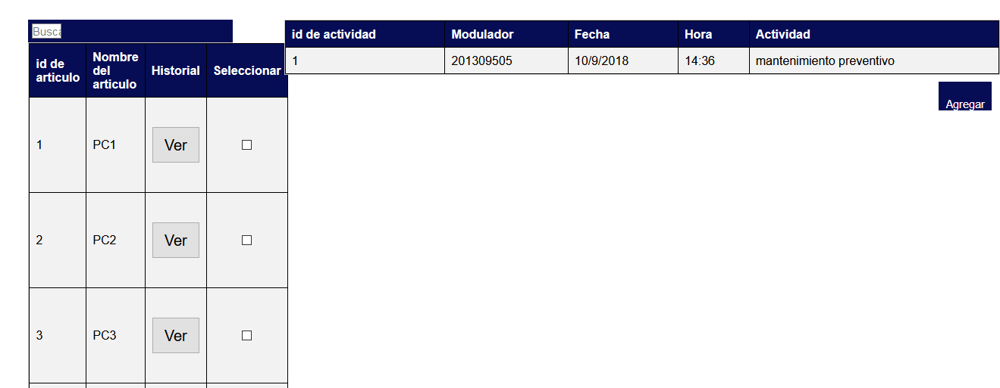 Busca
id de articulo Nombre del articulo Historial Seleccionar
1 PC1 Ver
2 PC2 Ver
3 PC3 Ver
id de actividad Modulador Fecha Hora Actividad
1 201309505 10/9/2018 14:36 mantenimiento preventivo
Agregar